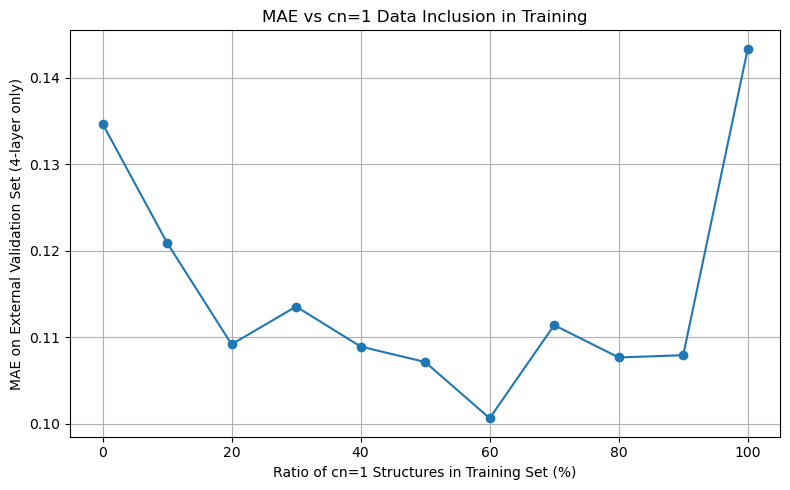 MAE vs cn=1 Data Inclusion in Training
MAE on External Validation Set (4-layer only)
0.14
0.13
0.12
0.11
0.10
0 20 40 60 80 100
Ratio of cn=1 Structures in Training Set (%)